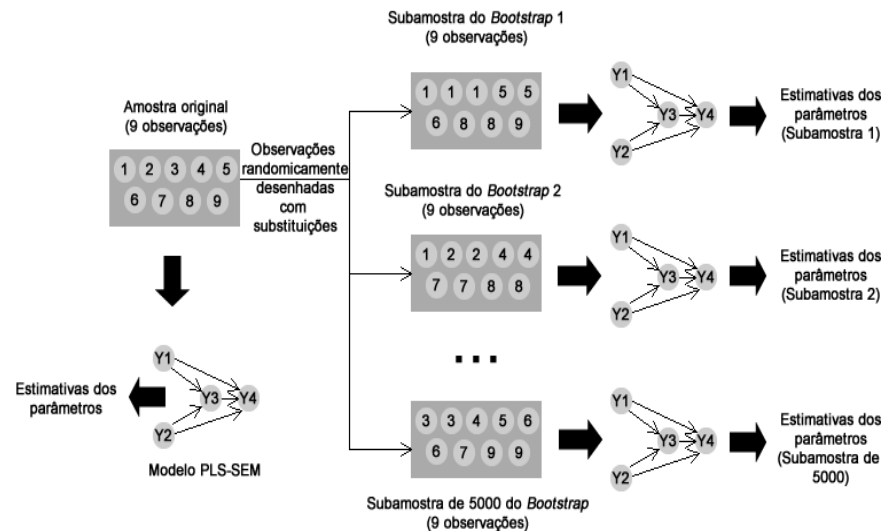 Amostra original
(9 observações)
1 2 3 4 5
6 7 8 9
Observações
randomicamente
desenhadas
com
substituições
Y1
Y3 Y4
Y2
Estimativas dos
parâmetros
Modelo PLS-SEM
Subamostra do Bootstrap 1
(9 observações)
1 1 1 5 5
6 8 8 9
Y1
Y3 Y4
Y2
Estimativas dos
parâmetros
(Subamostra 1)
Subamostra do Bootstrap 2
(9 observações)
1 2 2 4 4
7 7 8 8
Y1
Y3 Y4
Y2
Estimativas dos
parâmetros
(Subamostra 2)
...
3 3 4 5 6
6 7 9 9
Subamostra de 5000 do Bootstrap
(9 observações)
Y1
Y3 Y4
Y2
Estimativas dos
parâmetros
(Subamostra de
5000)